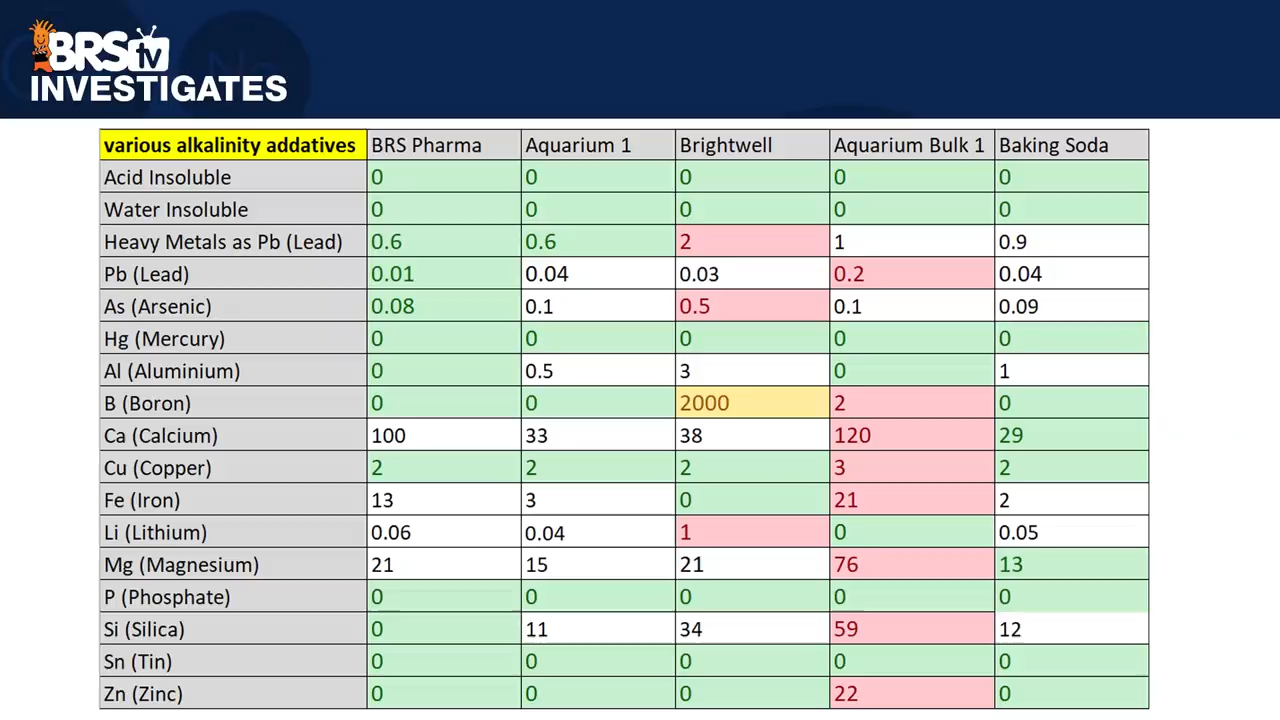 BRStv
INVESTIGATES
various alkalinity addatives BRS Pharma Aquarium 1 Brightwell Aquarium Bulk 1 Baking Soda
Acid Insoluble 0 0 0 0 0
Water Insoluble 0 0 0 0 0
Heavy Metals as Pb (Lead) 0.6 0.6 2 1 0.9
Pb (Lead) 0.01 0.04 0.03 0.2 0.04
As (Arsenic) 0.08 0.1 0.5 0.1 0.09
Hg (Mercury) 0 0 0 0 0
Al (Aluminium) 0 0.5 3 0 1
B (Boron) 0 0 2000 2 0
Ca (Calcium) 100 33 38 120 29
Cu (Copper) 2 2 2 3 2
Fe (Iron) 13 3 0 21 2
Li (Lithium) 0.06 0.04 1 0 0.05
Mg (Magnesium) 21 15 21 76 13
P (Phosphate) 0 0 0 0 0
Si (Silica) 0 11 34 59 12
Sn (Tin) 0 0 0 0 0
Zn (Zinc) 0 0 0 22 0